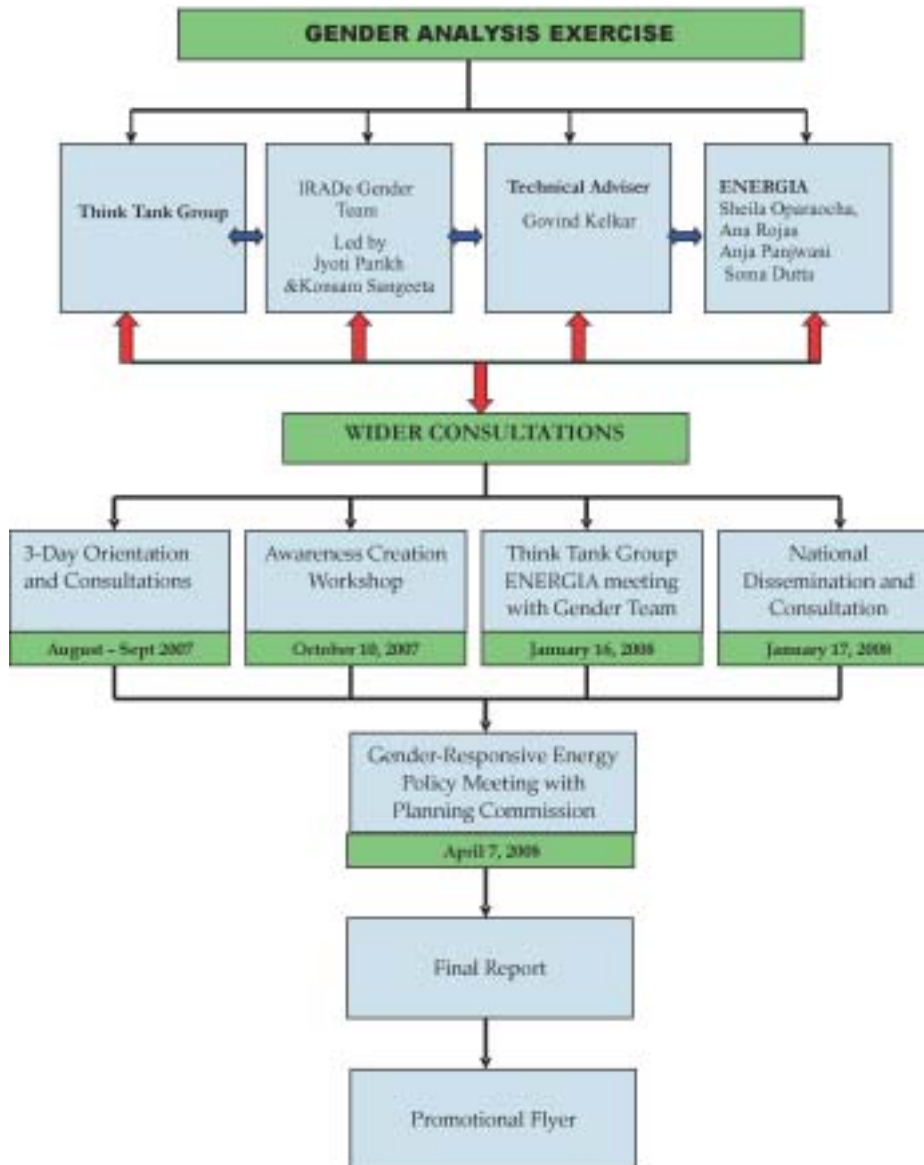 GENDER ANALYSIS EXERCISE
Think Tank Group
IRADe Gender
Team
Led by
Jyoti Parikh
&Konsam Sangeeta
Technical Adviser
Govind Kelkar
ENERGIA
Sheila Oparaocha,
Ana Rojas
Anja Panjwani
Soma Dutta
WIDER CONSULTATIONS
3-Day Orientation
and Consultations
August – Sept 2007
Awareness Creation
Workshop
October 10, 2007
Think Tank Group
ENERGIA meeting
with Gender Team
January 16, 2008
National
Dissemination and
Consultation
January 17, 2008
Gender-Responsive Energy
Policy Meeting with
Planning Commission
April 7, 2008
Final Report
Promotional Flyer